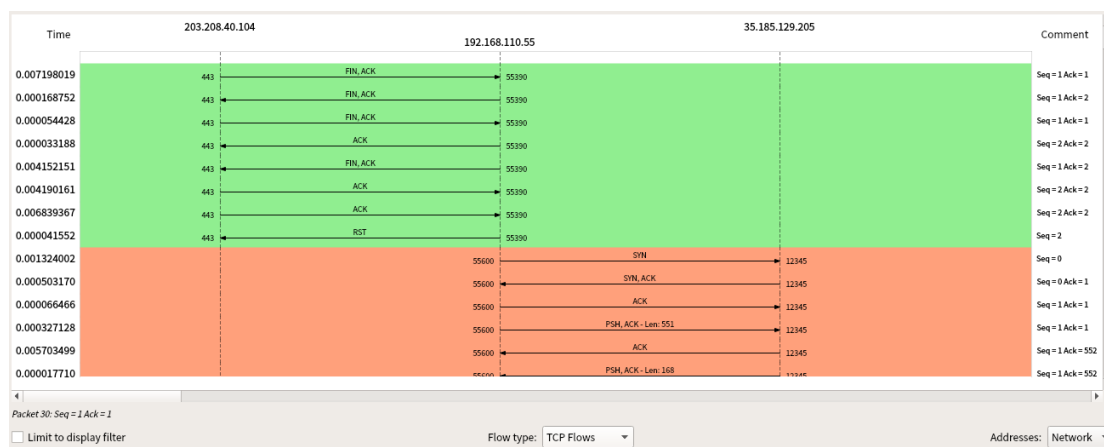 203.208.40.104 35.185.129.205
Time 192.168.110.55 Comment
0.007198019 443 FIN, ACK 55390 Seq = 1 Ack = 1
0.000168752 443 FIN, ACK 55390 Seq = 1 Ack = 2
0.000054428 443 FIN, ACK 55390 Seq = 1 Ack = 1
0.000033188 443 ACK 55390 Seq = 2 Ack = 2
0.004152151 443 FIN, ACK 55390 Seq = 1 Ack = 2
0.004190161 443 ACK 55390 Seq = 2 Ack = 2
0.006839367 443 ACK 55390 Seq = 2 Ack = 2
0.000041552 443 RST 55390 Seq = 2
0.001324002 55600 SYN 12345 Seq = 0
0.000503170 55600 SYN, ACK 12345 Seq = 0 Ack = 1
0.000066466 55600 ACK 12345 Seq = 1 Ack = 1
0.000327128 55600 PSH, ACK - Len: 551 12345 Seq = 1 Ack = 1
0.005703499 55600 ACK 12345 Seq = 1 Ack = 552
0.000017710 55600 PSH, ACK - Len: 168 12345 Seq = 1 Ack = 552
Packet 30: Seq = 1 Ack = 1
Limit to display filter Flow type: TCP Flows Addresses: Network